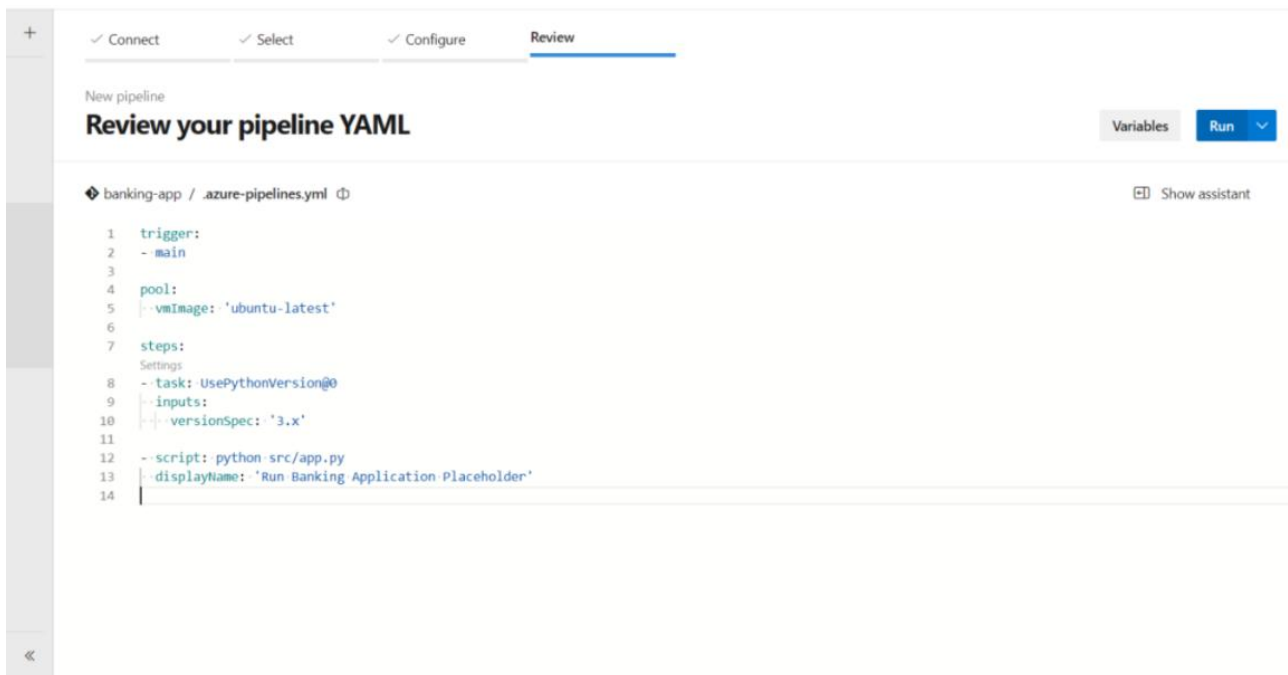 Connect
Select
Configure
Review
New pipeline
Review your pipeline YAML
Variables
Run
banking-app / .azure-pipelines.yml
Show assistant
1 trigger:
2 - main
3
4 pool:
5   vmImage: 'ubuntu-latest'
6
7 steps:
Settings
8 - task: UsePythonVersion@0
9   inputs:
10     versionSpec: '3.x'
11
12 - script: python src/app.py
13   displayName: 'Run Banking Application Placeholder'
14